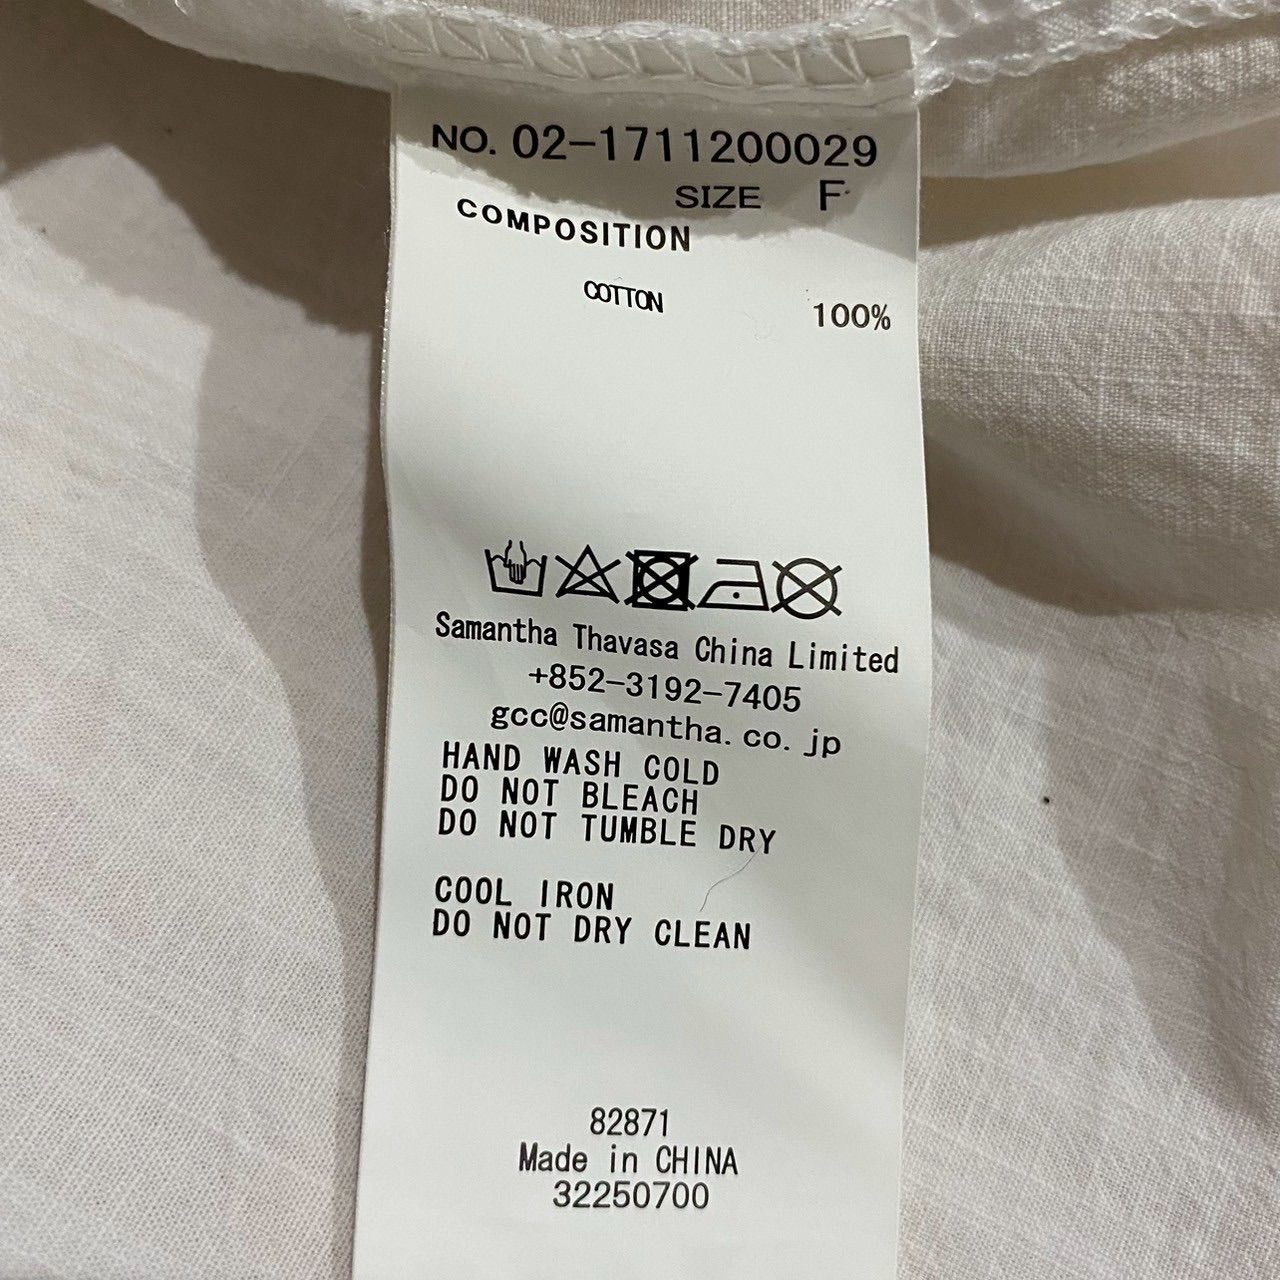 NO. 02-1711200029
SIZE F
COMPOSITION
COTTON 100%
Samantha Thavasa China Limited
+852-3192-7405
gcc@samantha.co.jp
HAND WASH COLD
DO NOT BLEACH
DO NOT TUMBLE DRY
COOL IRON
DO NOT DRY CLEAN
82871
Made in CHINA
32250700